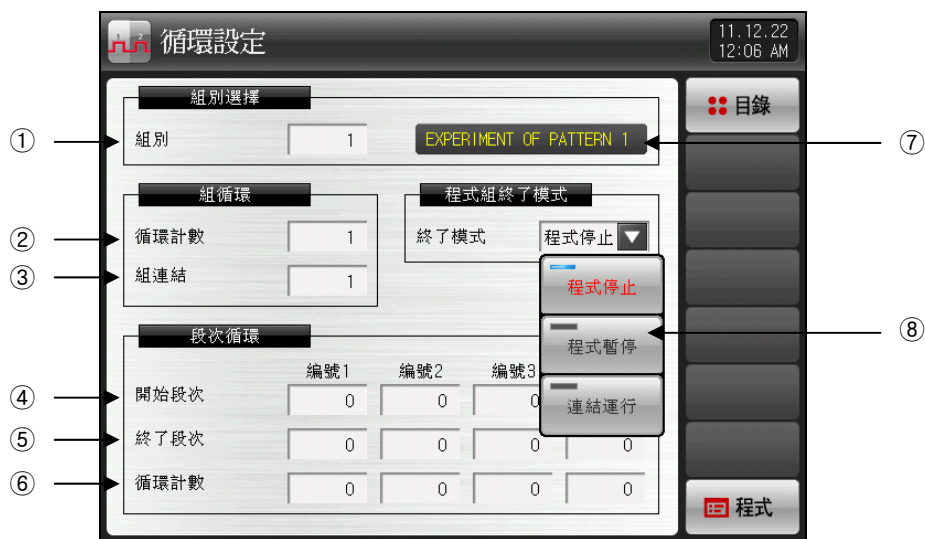 循環設定
11.12.22
12:06 AM
組別選擇
目錄
① 組別 1 EXPERIMENT OF PATTERN 1 ⑦
組循環
程式組終了模式
② 循環計數 1 終了模式 程式停止
③ 組連結 1
程式停止
程式暫停 ⑧
連結運行
段次循環
編號1 編號2 編號3
④ 開始段次 0 0 0
⑤ 終了段次 0 0 0 0
⑥ 循環計數 0 0 0 0
程式